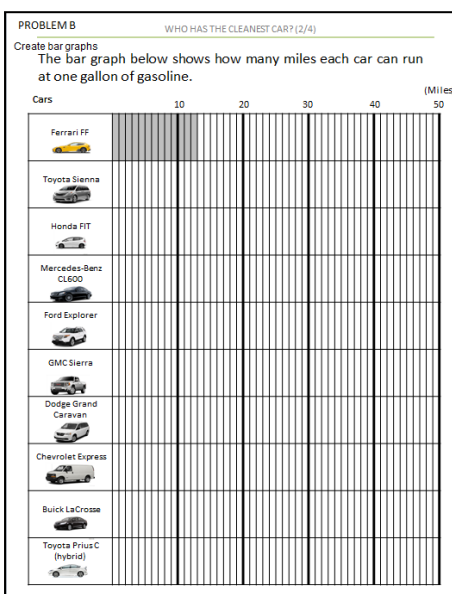 PROBLEM B
WHO HAS THE CLEANEST CAR? (2/4)
Create bar graphs
The bar graph below shows how many miles each car can run
at one gallon of gasoline.
(Miles
Cars
10 20 30 40 50
Ferrari FF
Toyota Sienna
Honda FIT
Mercedes-Benz
CL600
Ford Explorer
GMC Sierra
Dodge Grand
Caravan
Chevrolet Express
Buick LaCrosse
Toyota Prius C
(hybrid)